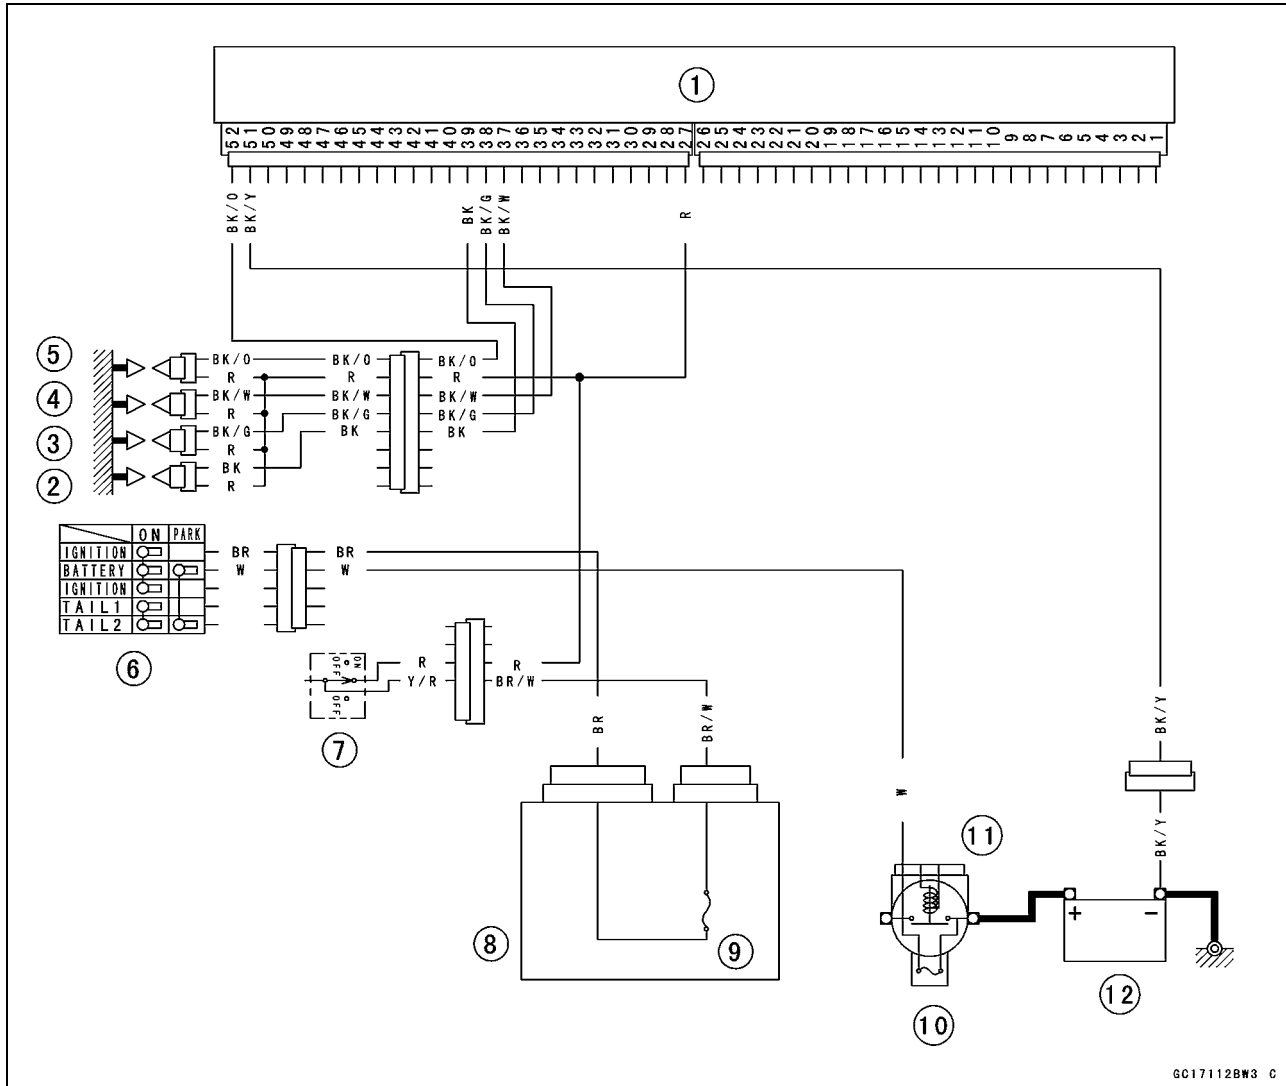 1
52 51 50 49 48 47 46 45 44 43 42 41 40 39 38 37 36 35 34 33 32 31 30 29 28 27 26 25 24 23 22 21 20 19 18 17 16 15 14 13 12 11 10 9 8 7 6 5 4 3 2 1
BK/O BK/Y BK BK/G BK/W R
5 BK/O BK/O BK/O
R R R
4 BK/W BK/W BK/W
R BK/G BK/G
3 BK/G BK BK
R
BK
2 R
ON PARK
IGNITION BR BR
BATTERY W W
IGNITION
TAIL1
TAIL2
6
ON OFF R R
Y/R BR/W
OFF
7
BR BR/W BK/Y
W
11 BK/Y
+ −
8 9
10 12
GC17112BW3 C